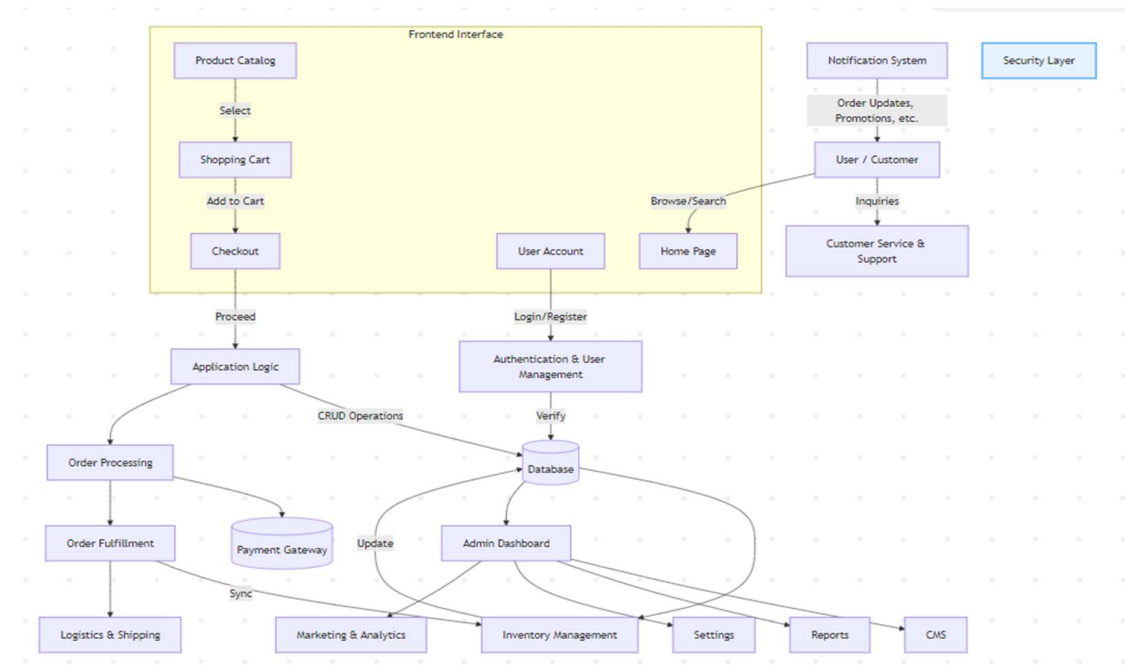 Frontend Interface
Product Catalog
Notification System
Security Layer
Select
Order Updates,
Promotions, etc.
Shopping Cart
User / Customer
Add to Cart
Browse/Search
Inquiries
Checkout
User Account
Home Page
Customer Service &
Support
Proceed
Login/Register
Application Logic
Authentication & User
Management
CRUD Operations
Verify
Order Processing
Database
Order Fulfillment
Payment Gateway
Update
Admin Dashboard
Sync
Logistics & Shipping
Marketing & Analytics
Inventory Management
Settings
Reports
CMS